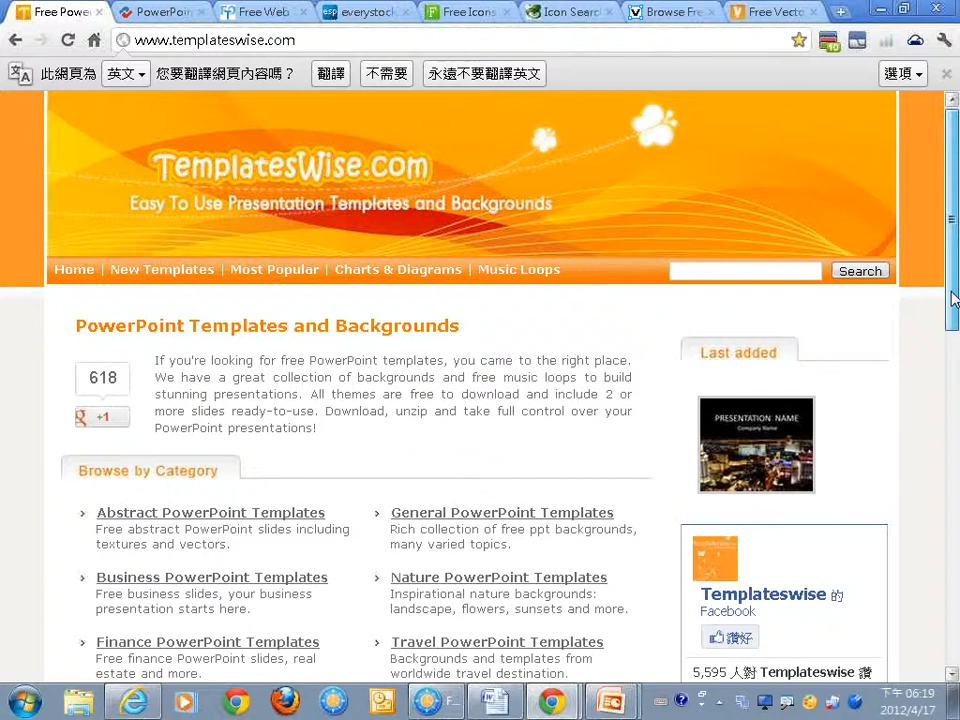 Free Powe
PowerPoin
Free Web
everystock
Free Icons
Icon Searc
Browse Fre
Free Vecto
www.templateswise.com
10
此網頁為 英文 您要翻譯網頁內容嗎？ 翻譯 不需要 永遠不要翻譯英文 選項
TemplatesWise.com
Easy To Use Presentation Templates and Backgrounds
Home | New Templates | Most Popular | Charts & Diagrams | Music Loops
Search
PowerPoint Templates and Backgrounds
618
g +1
If you're looking for free PowerPoint templates, you came to the right place.
We have a great collection of backgrounds and free music loops to build
stunning presentations. All themes are free to download and include 2 or
more slides ready-to-use. Download, unzip and take full control over your
PowerPoint presentations!
Last added
PRESENTATION NAME
Company Name
Browse by Category
Abstract PowerPoint Templates
Free abstract PowerPoint slides including
textures and vectors.
General PowerPoint Templates
Rich collection of free ppt backgrounds,
many varied topics.
Business PowerPoint Templates
Free business slides, your business
presentation starts here.
Nature PowerPoint Templates
Inspirational nature backgrounds:
landscape, flowers, sunsets and more.
Finance PowerPoint Templates
Free finance PowerPoint slides, real
estate and more.
Travel PowerPoint Templates
Backgrounds and templates from
worldwide travel destination.
Templateswise 的
Facebook
讚好
5,595 人對 Templateswise 讚
F...
下午 06:19
2012/4/17